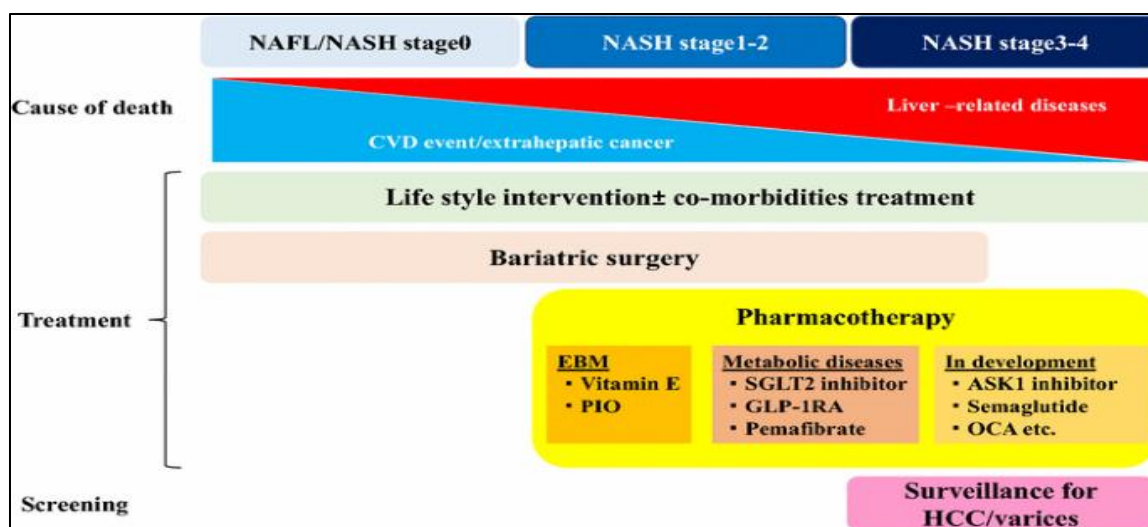 NAFL/NASH stage0
NASH stage1-2
NASH stage3-4
Cause of death
Liver –related diseases
CVD event/extrahepatic cancer
Treatment
Life style intervention± co-morbidities treatment
Bariatric surgery
Pharmacotherapy
EBM
· Vitamin E
· PIO
Metabolic diseases
· SGLT2 inhibitor
· GLP-1RA
· Pemafibrate
In development
· ASK1 inhibitor
· Semaglutide
· OCA etc.
Screening
Surveillance for
HCC/varices